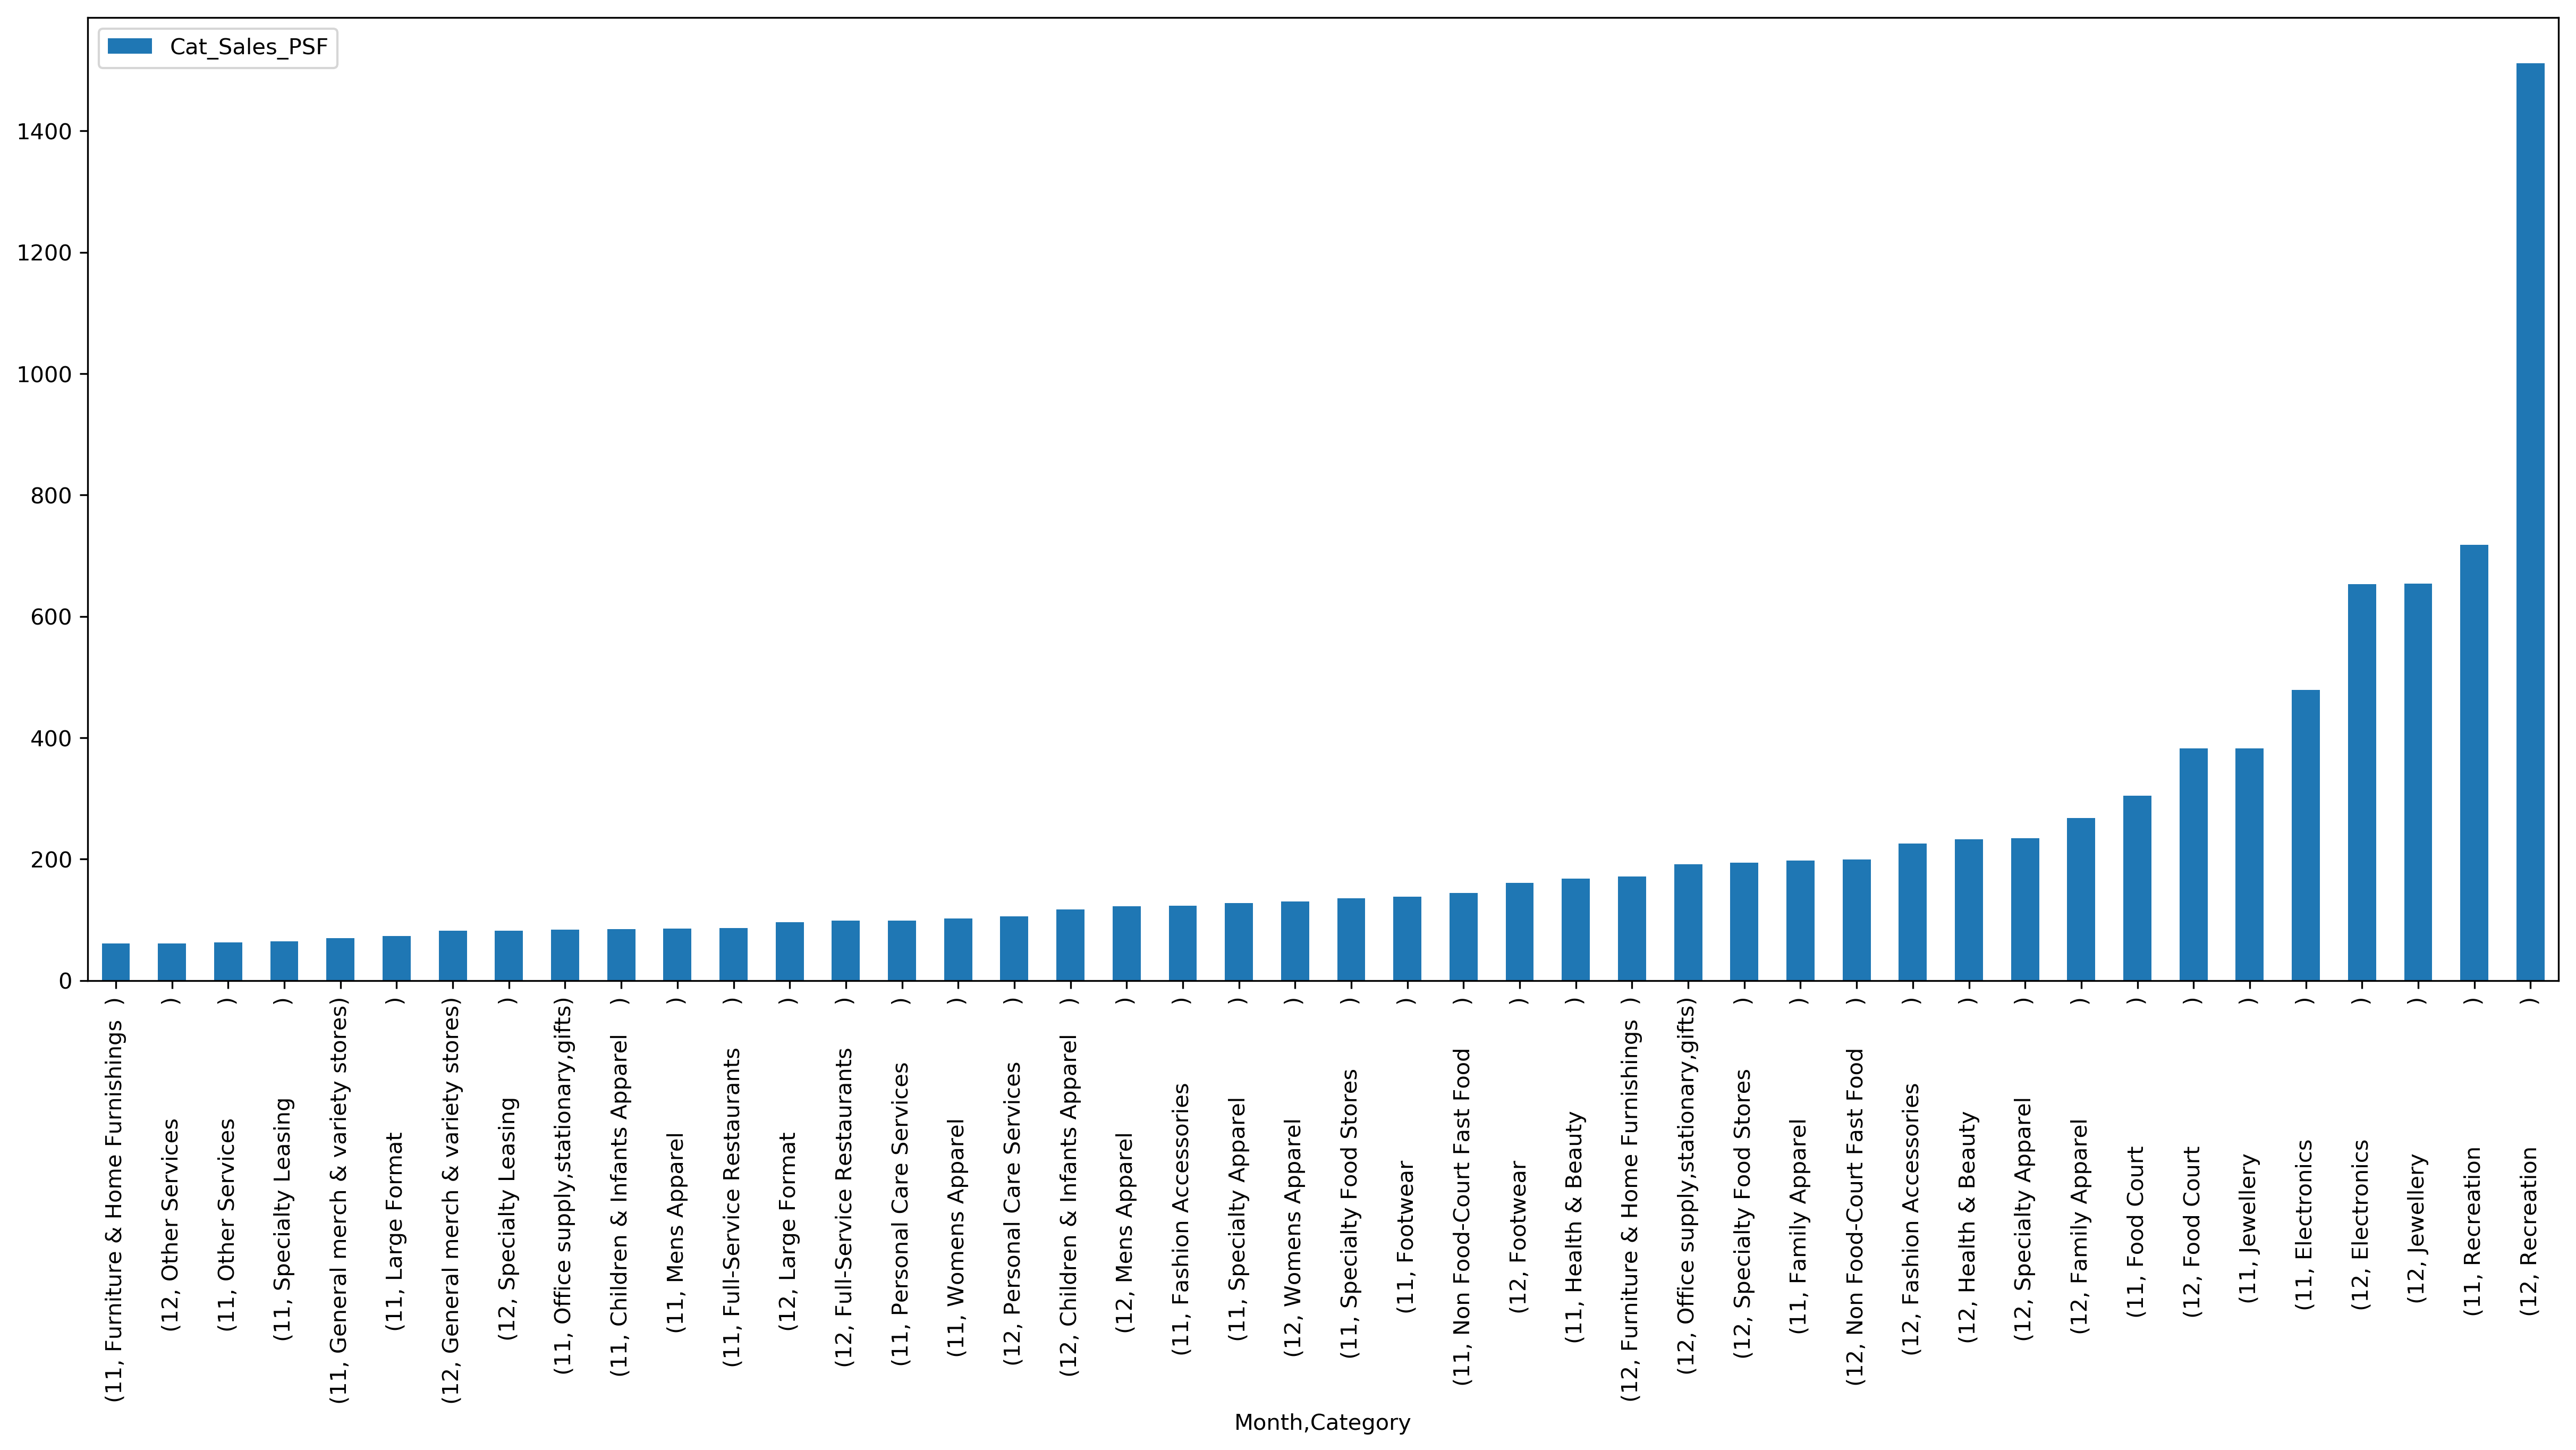 Cat_Sales_PSF
1400
1200
1000
800
600
400
200
0
(11, Furniture & Home Furnishings )
(12, Other Services )
(11, Other Services )
(11, Specialty Leasing )
(11, General merch & variety stores)
(11, Large Format )
(12, General merch & variety stores)
(12, Specialty Leasing )
(11, Office supply,stationary,gifts)
(11, Children & Infants Apparel )
(11, Mens Apparel )
(11, Full-Service Restaurants )
(12, Large Format )
(12, Full-Service Restaurants )
(11, Personal Care Services )
(11, Womens Apparel )
(12, Personal Care Services )
(12, Children & Infants Apparel )
(12, Mens Apparel )
(11, Fashion Accessories )
(11, Specialty Apparel )
(12, Womens Apparel )
(11, Specialty Food Stores )
(11, Footwear )
(11, Non Food-Court Fast Food )
(12, Footwear )
(11, Health & Beauty )
(12, Furniture & Home Furnishings )
(12, Office supply,stationary,gifts)
(12, Specialty Food Stores )
(11, Family Apparel )
(12, Non Food-Court Fast Food )
(12, Fashion Accessories )
(12, Health & Beauty )
(12, Specialty Apparel )
(12, Family Apparel )
(11, Food Court )
(12, Food Court )
(11, Jewellery )
(11, Electronics )
(12, Electronics )
(12, Jewellery )
(11, Recreation )
(12, Recreation )
Month,Category